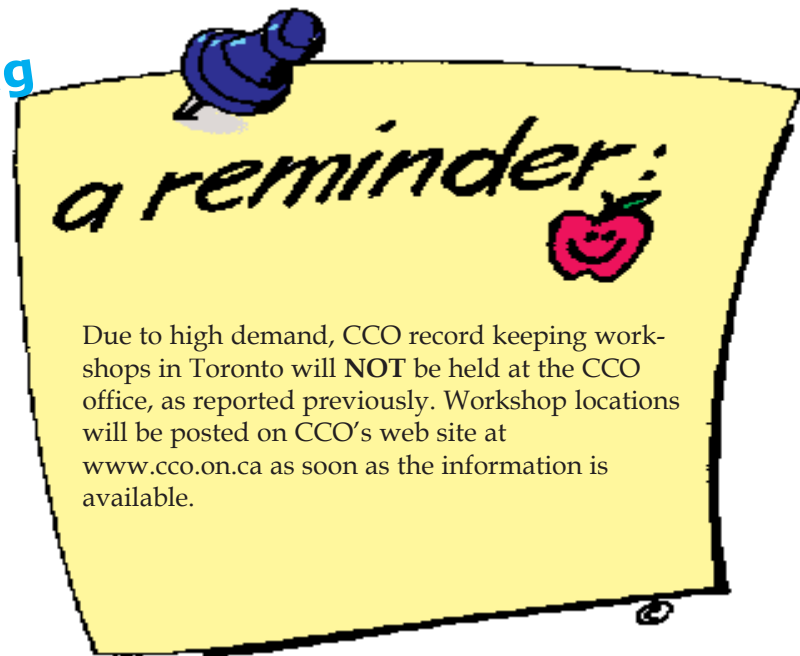 g
a reminder:
Due to high demand, CCO record keeping work-
shops in Toronto will NOT be held at the CCO
office, as reported previously. Workshop locations
will be posted on CCO's web site at
www.cco.on.ca as soon as the information is
available.
©